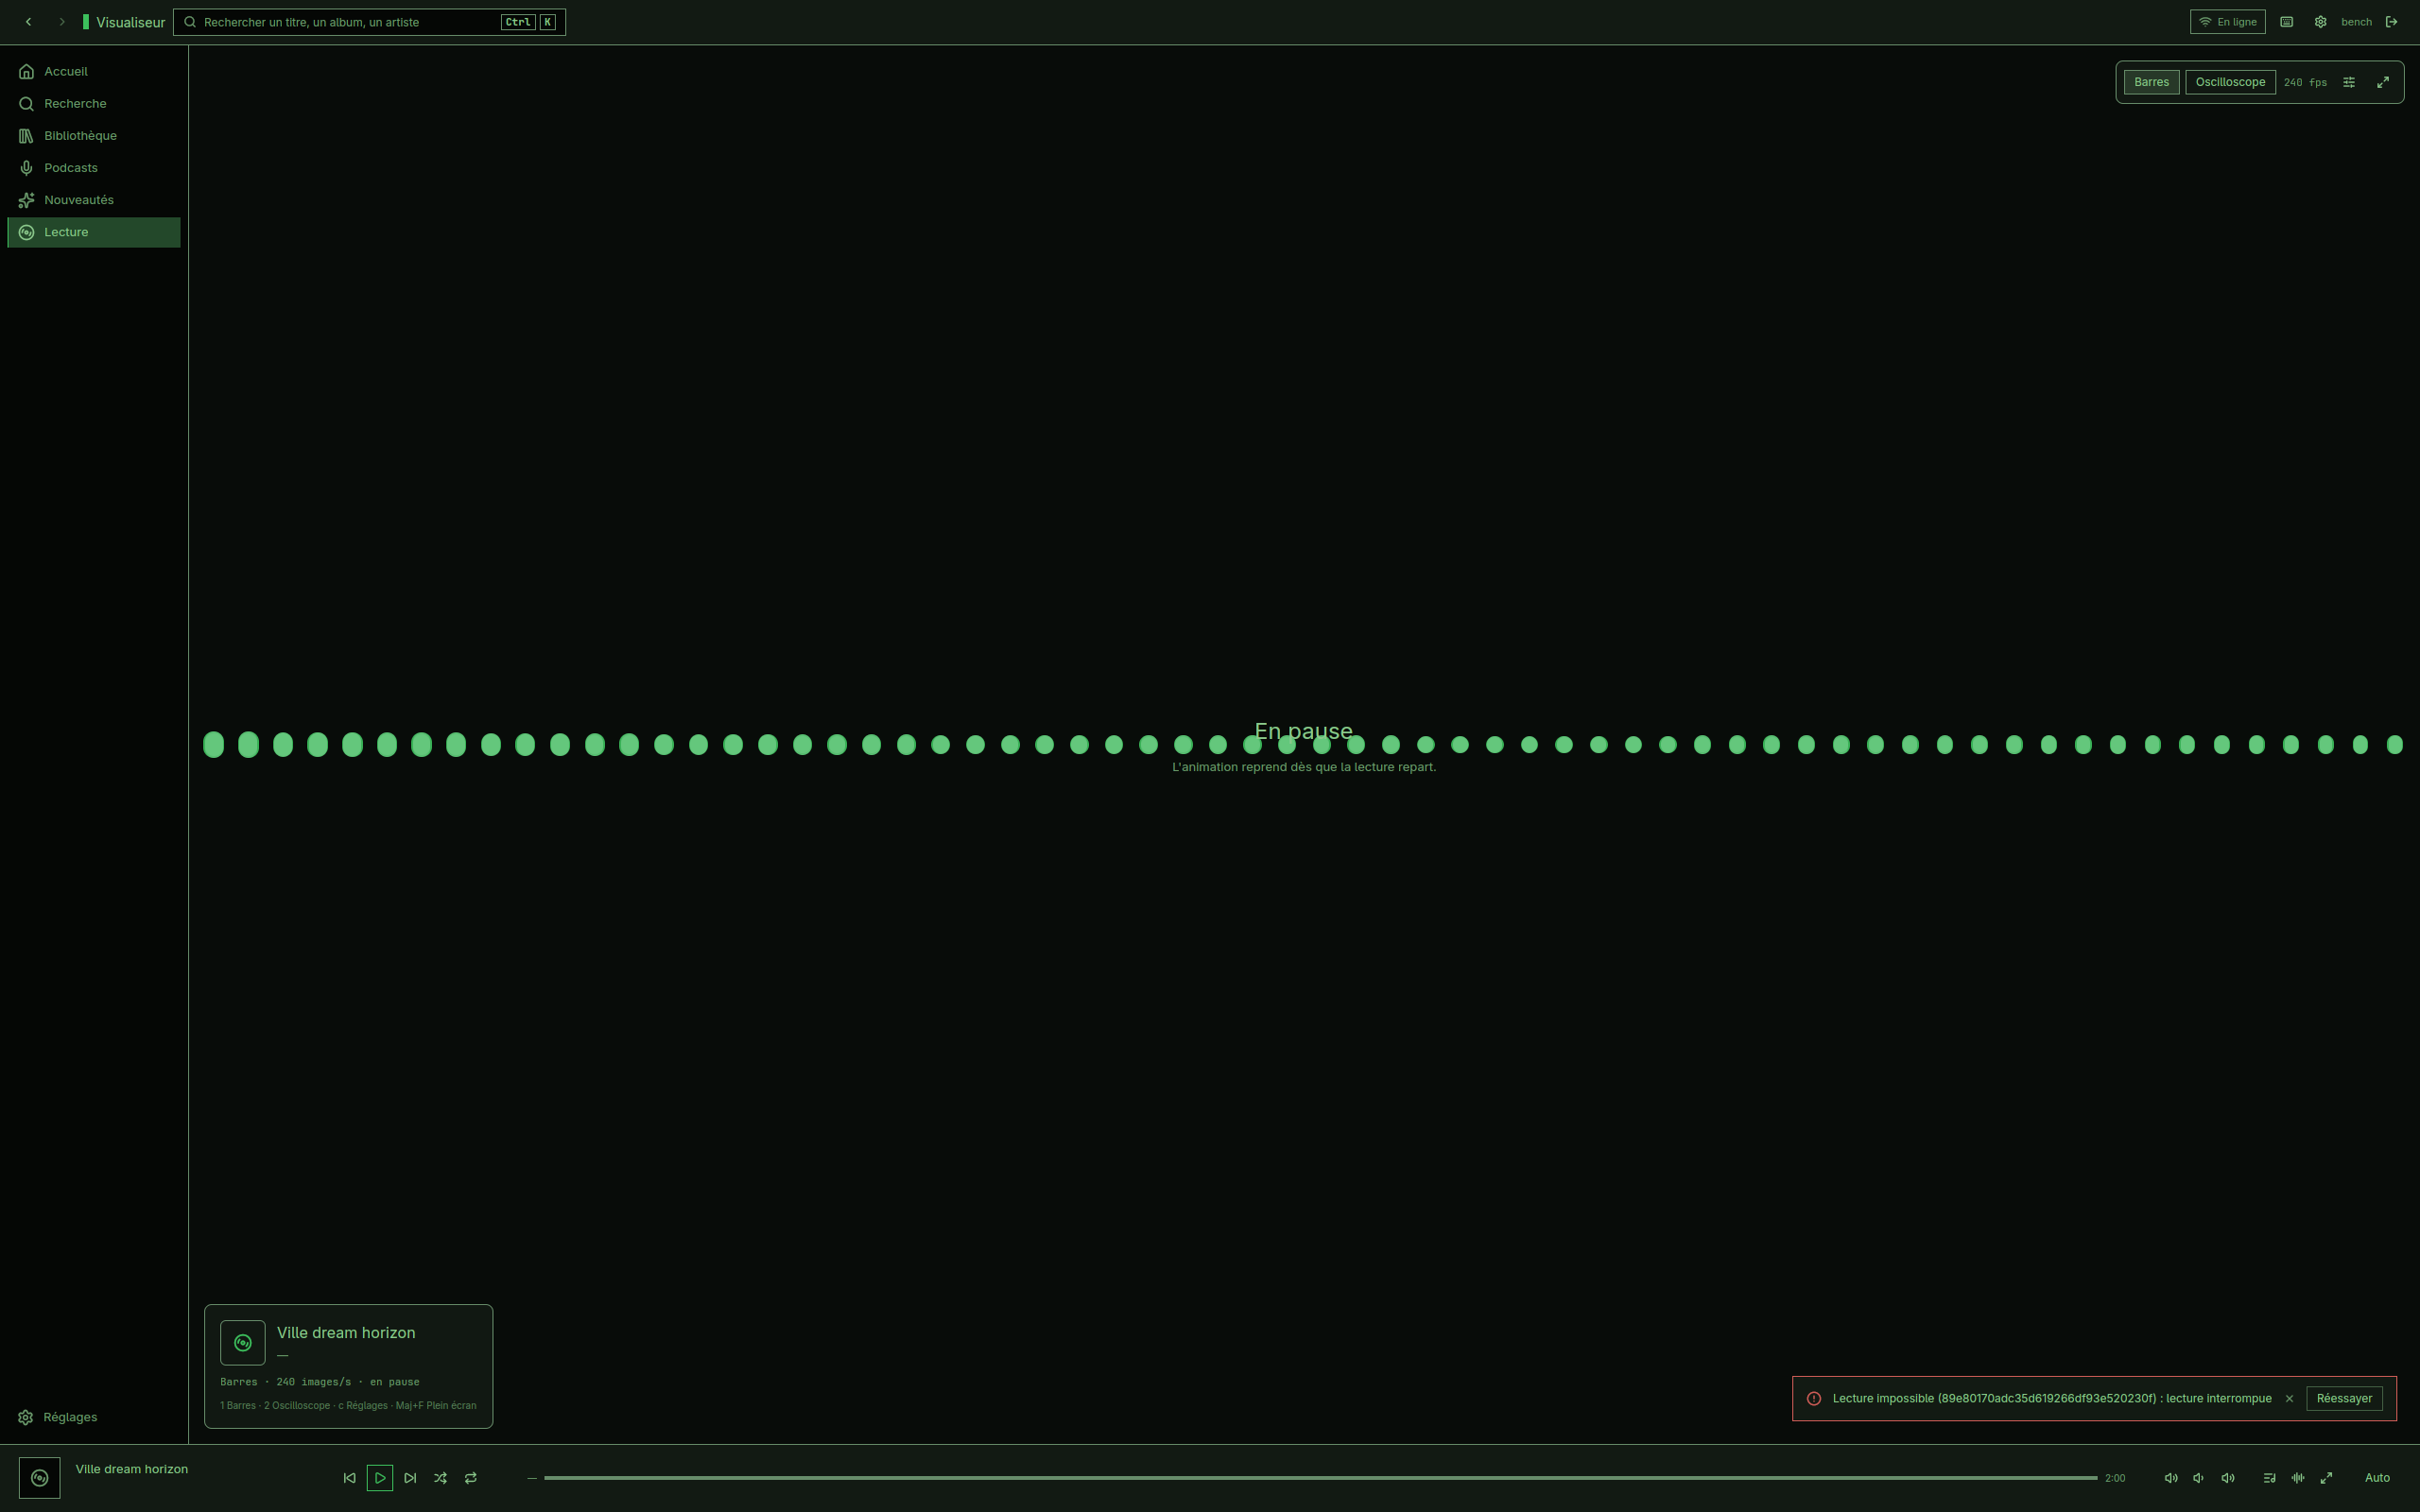 Visualiseur
Rechercher un titre, un album, un artiste
Ctrl K
En ligne
bench
Accueil
Recherche
Bibliothèque
Podcasts
Nouveautés
Lecture
Barres
Oscilloscope
240 fps
En pause
L'animation reprend dès que la lecture repart.
Ville dream horizon
—
Barres · 240 images/s · en pause
1 Barres · 2 Oscilloscope · c Réglages · Maj+F Plein écran
Lecture impossible (89e80170adc35d619266df93e520230f) : lecture interrompue
Réessayer
Réglages
Ville dream horizon
—
2:00
Auto